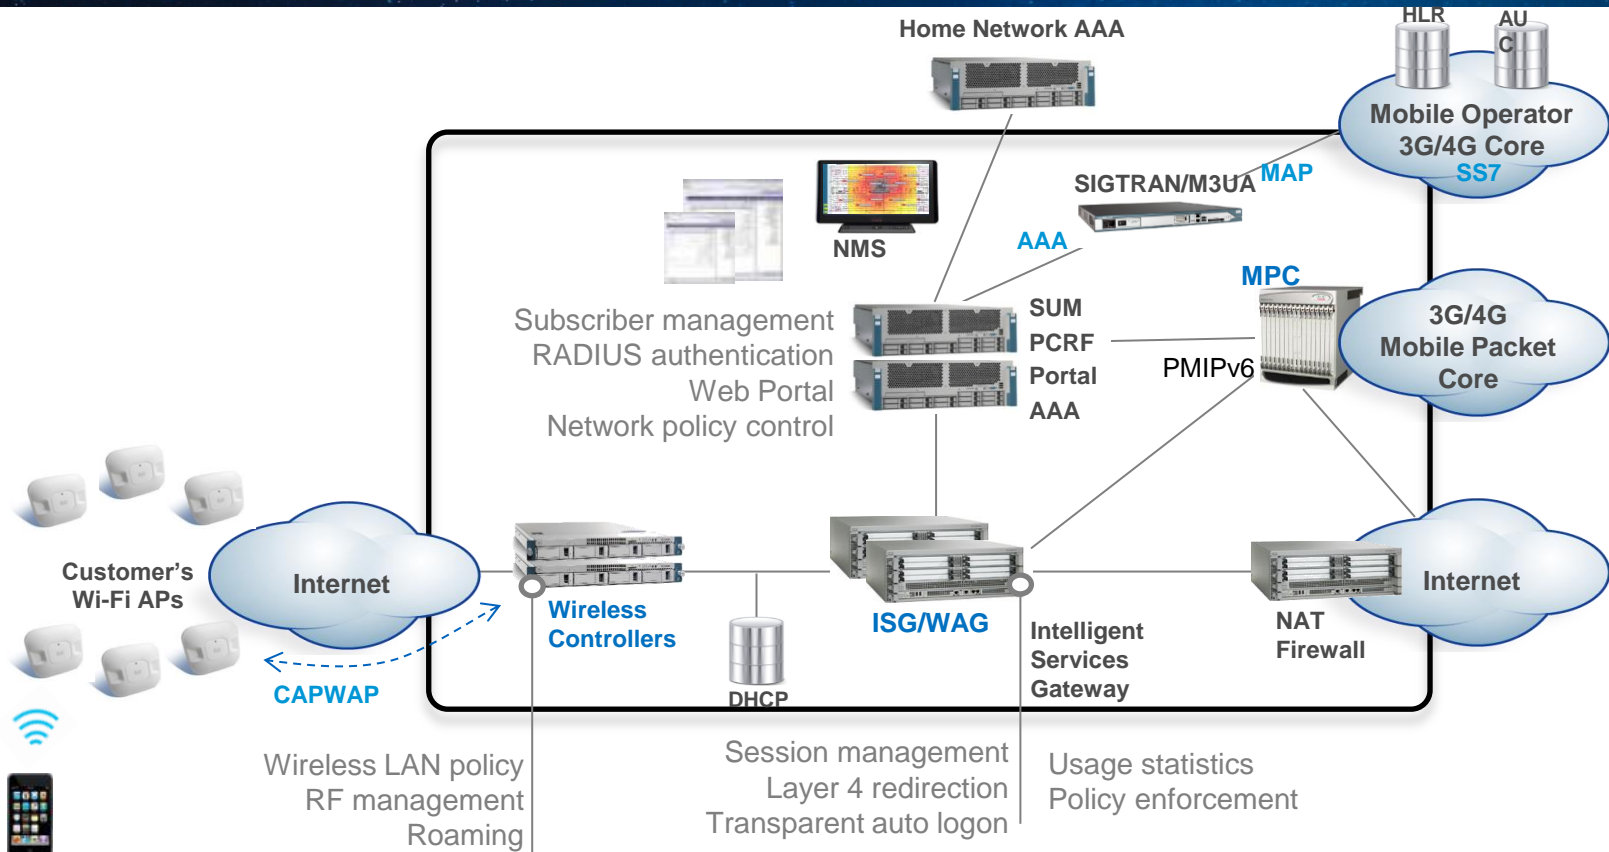 HLR
AU
C
Home Network AAA
Mobile Operator
3G/4G Core
SS7
MAP
SIGTRAN/M3UA
AAA
NMS
MPC
Subscriber management
RADIUS authentication
Web Portal
Network policy control
SUM
PCRF
Portal
AAA
PMIPv6
3G/4G
Mobile Packet
Core
Customer's
Wi-Fi APs
Internet
Wireless
Controllers
CAPWAP
DHCP
ISG/WAG
Intelligent
Services
Gateway
NAT
Firewall
Internet
Wireless LAN policy
RF management
Roaming
Session management
Layer 4 redirection
Transparent auto logon
Usage statistics
Policy enforcement